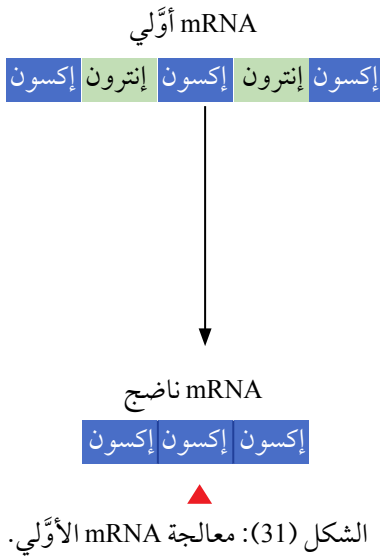 mRNA أوَّلي
إكسون إنترون إكسون إنترون إكسون
mRNA ناضج
إكسون إكسون إكسون
الشكل (31): معالجة mRNA الأوَّلي.